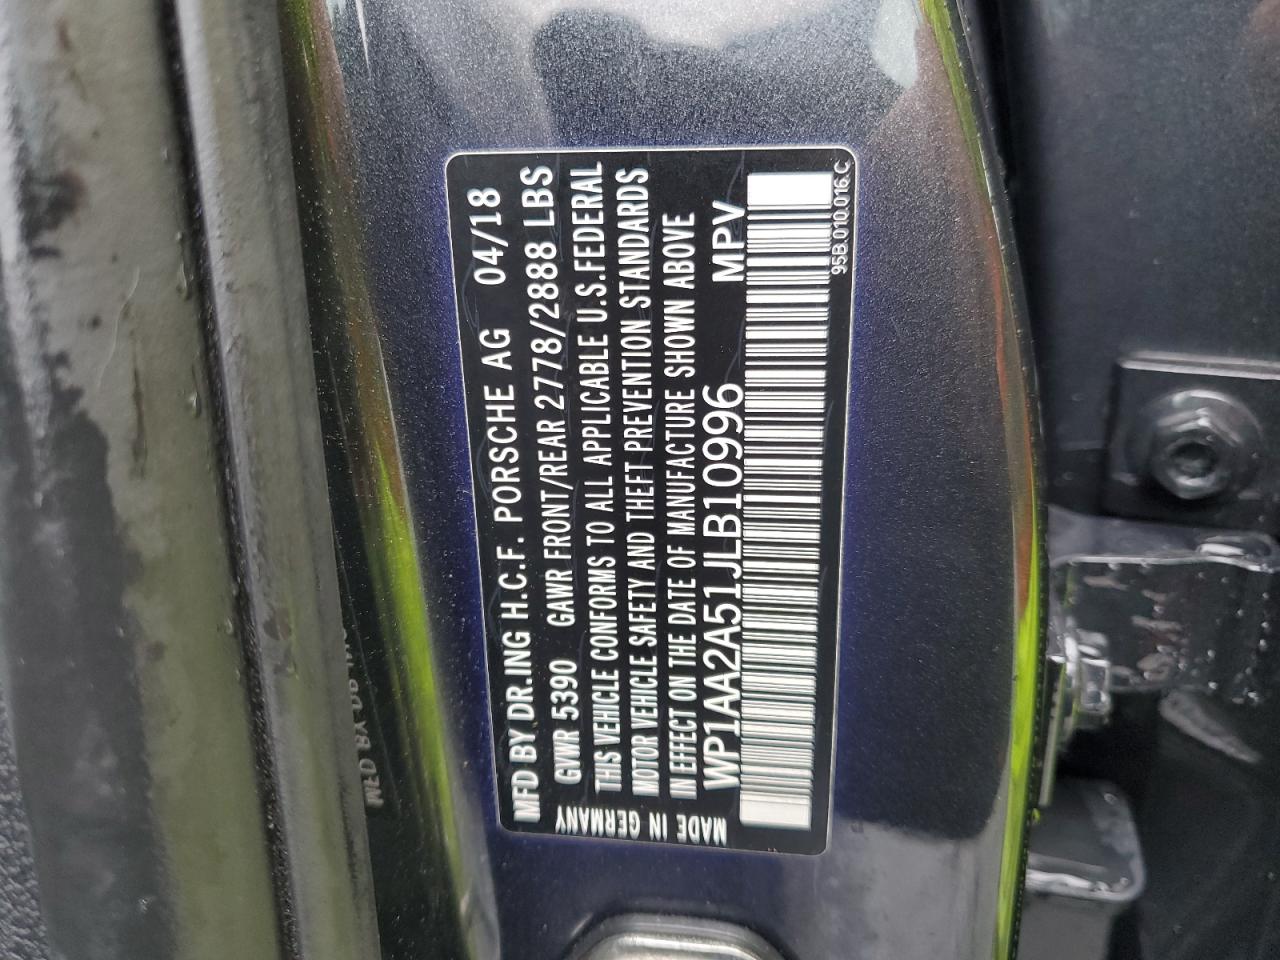 MFD BY DR.ING H.C.F. PORSCHE AG 04/18
GVWR 5390 GAWR FRONT/REAR 2778/2888 LBS
THIS VEHICLE CONFORMS TO ALL APPLICABLE U.S.FEDERAL
MOTOR VEHICLE SAFETY AND THEFT PREVENTION STANDARDS
IN EFFECT ON THE DATE OF MANUFACTURE SHOWN ABOVE
WP1AA2A51JLB10996 MPV
95B.010.016.C
MADE IN GERMANY